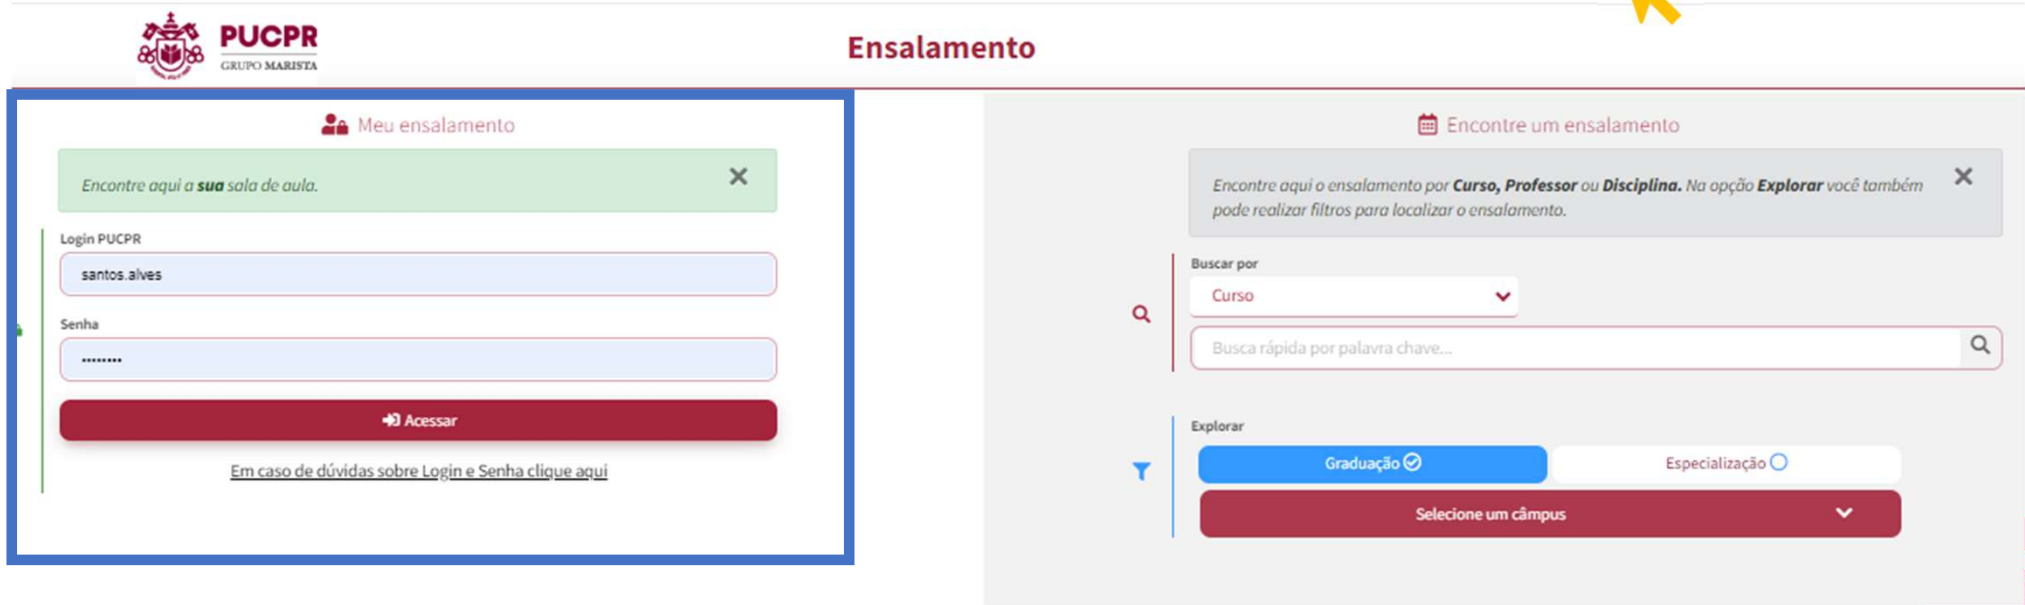 PUCPR
GRUPO MARISTA
Ensalamento
Meu ensalamento
Encontre aqui a sua sala de aula.
Login PUCPR
santos.alves
Senha
••••••••
Acessar
Em caso de dúvidas sobre Login e Senha clique aqui
Encontre um ensalamento
Encontre aqui o ensalamento por Curso, Professor ou Disciplina. Na opção Explorar você também
pode realizar filtros para localizar o ensalamento.
Buscar por
Curso
Busca rápida por palavra chave...
Explorar
Graduação
Especialização
Selecione um câmpus